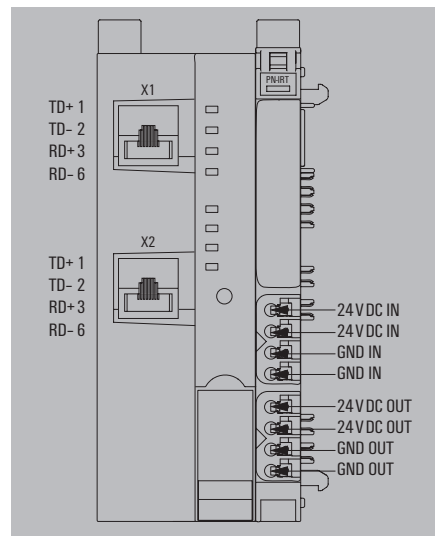 PN-IRT
X1
TD+ 1
TD- 2
RD+ 3
RD- 6
X2
TD+ 1
TD- 2
RD+ 3
RD- 6
24 V DC IN
24 V DC IN
GND IN
GND IN
24 V DC OUT
24 V DC OUT
GND OUT
GND OUT